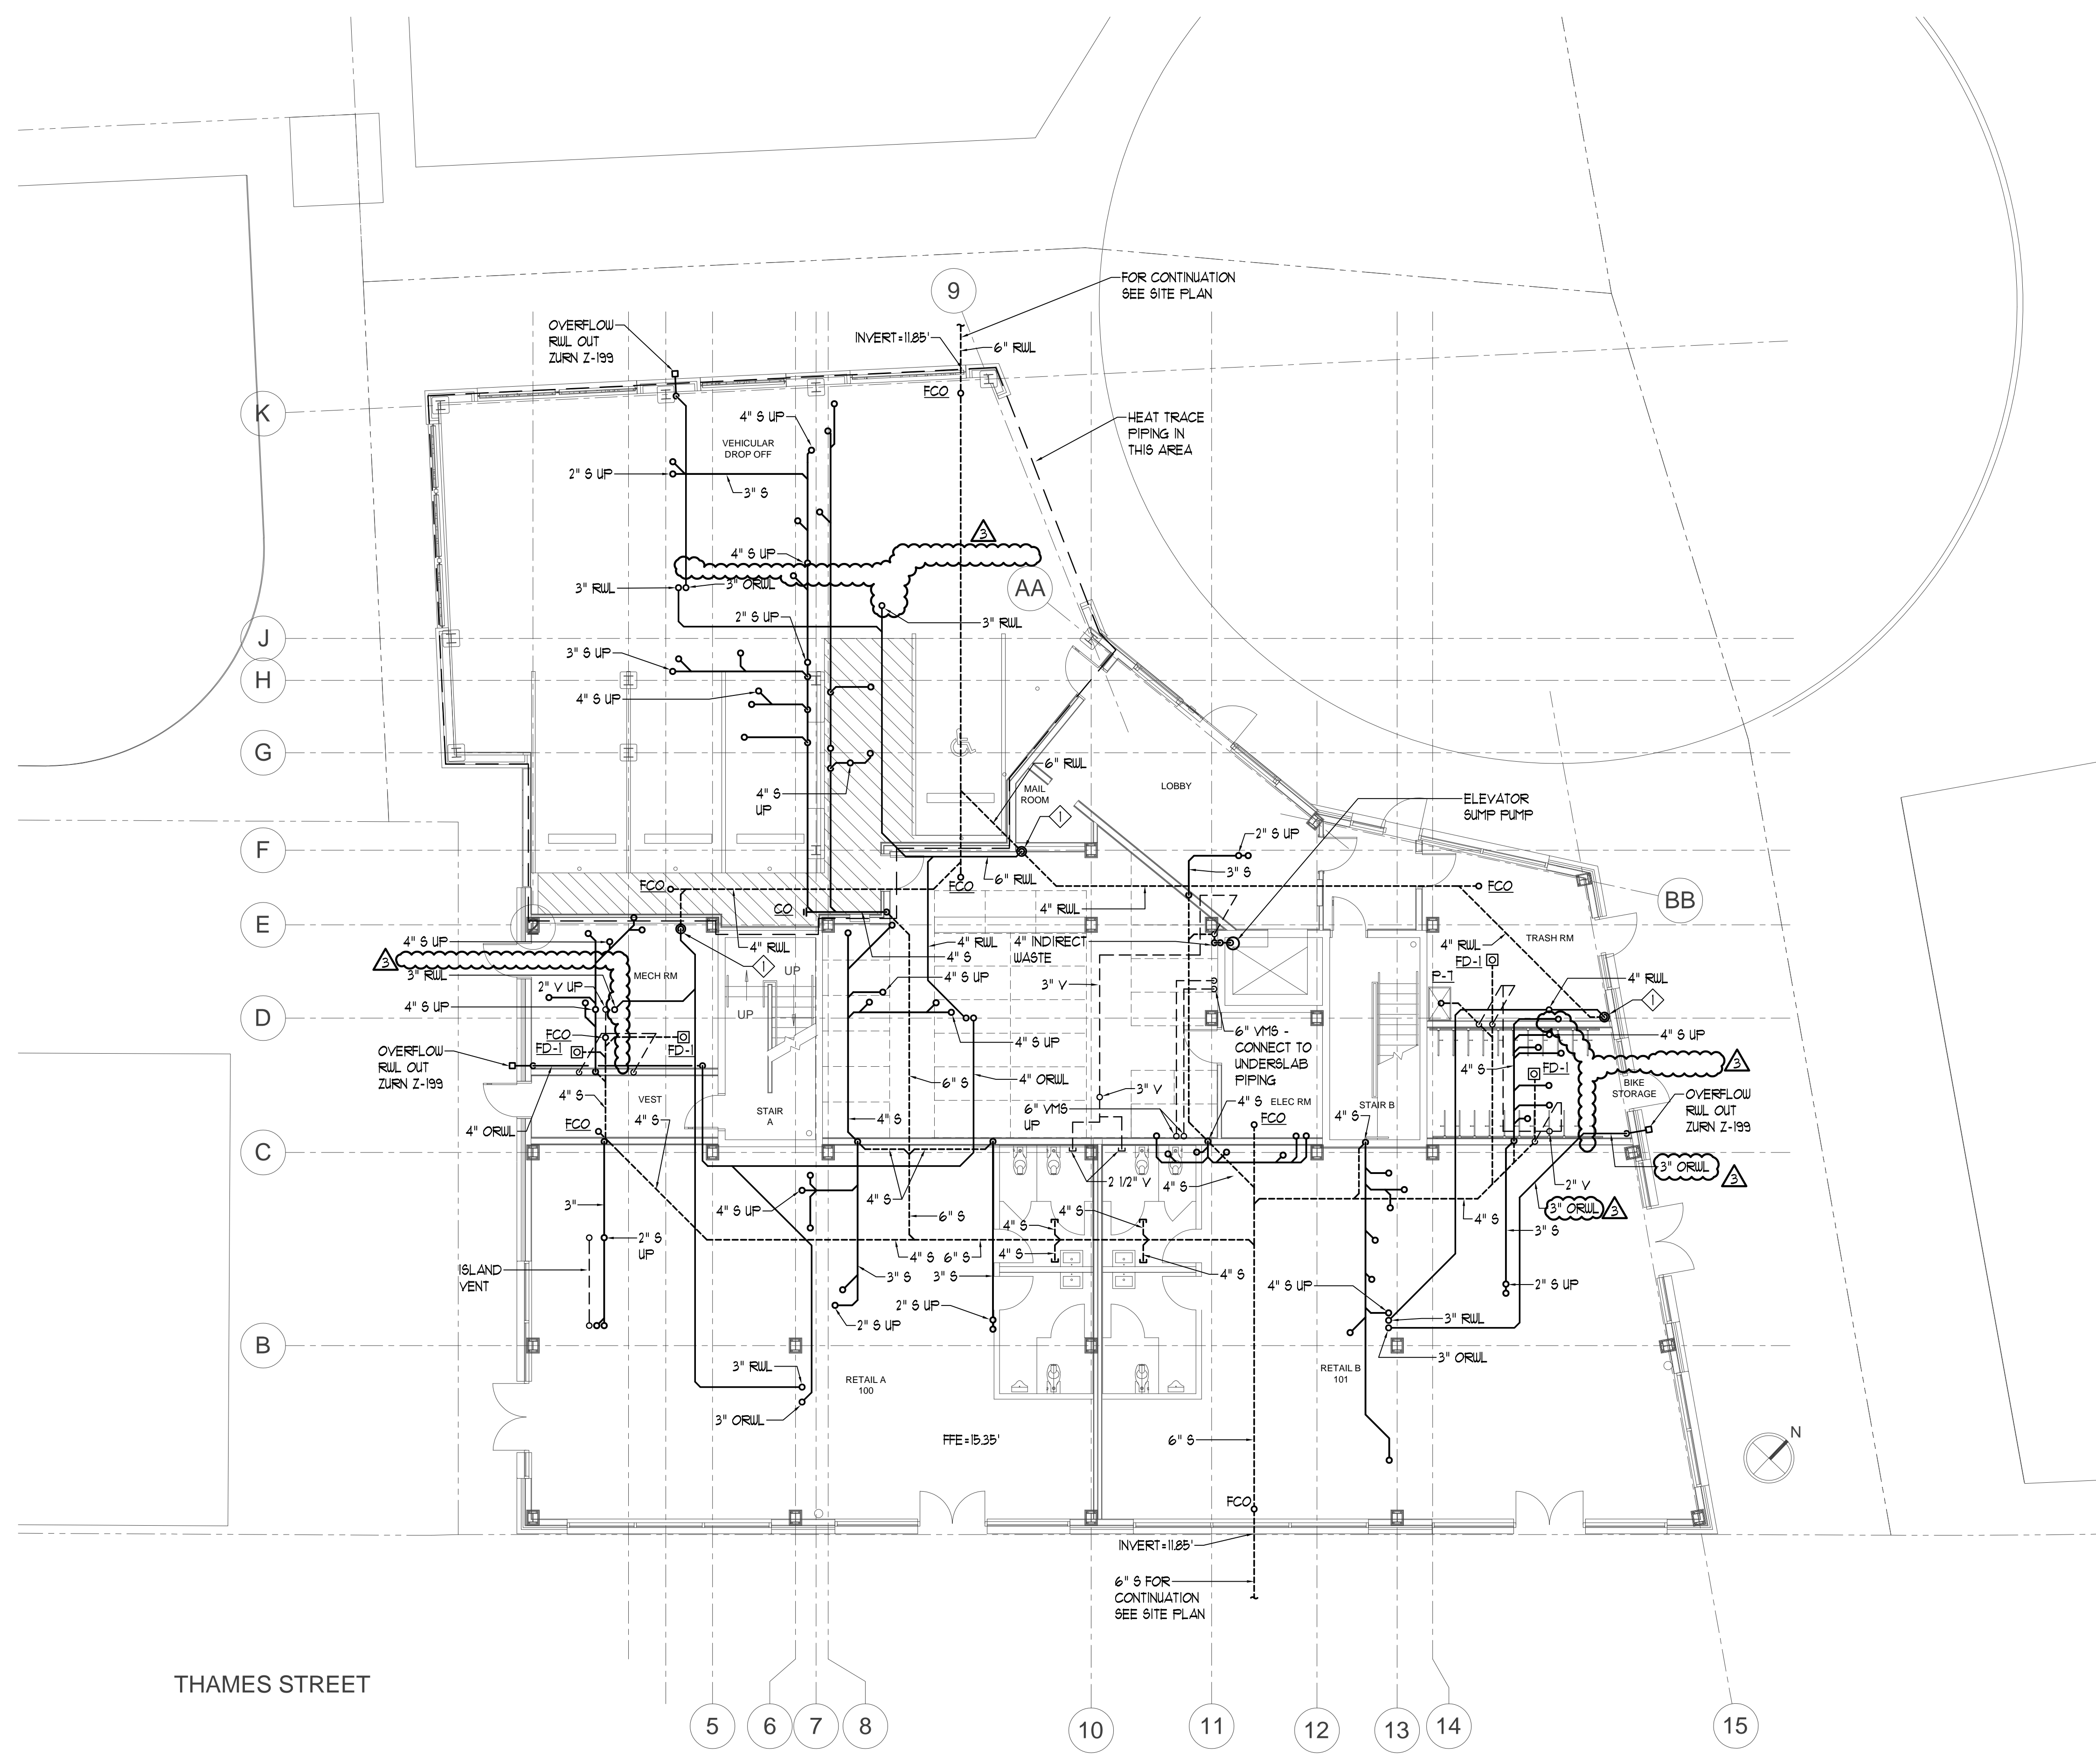 FOR CONTINUATION
SEE SITE PLAN
9
OVERFLOW
RWL OUT
ZURN Z-199
INVERT=11.85'
6" RWL
FCO
K
4" S UP
HEAT TRACE
PIPING IN
THIS AREA
VEHICULAR
DROP OFF
2" S UP
3" S
3
4" S UP
3" RWL
3" ORWL
AA
2" S UP
3" RWL
J
3" S UP
H
4" S UP
G
6" RWL
4" S
UP
MAIL
ROOM
LOBBY
ELEVATOR
SUMP PUMP
1
2" S UP
F
3" S
FCO
FCO
6" RWL
FCO
BB
CO
4" RWL
E
4" S UP
4" RWL
4" RWL
4" INDIRECT
WASTE
4" RWL
TRASH RM
4" S
3
3" RWL
MECH RM
1
UP
4" S UP
P-7
FD-1
4" RWL
2" V UP
3" V
1
4" S UP
UP
D
6" VMS -
CONNECT TO
UNDERSLAB
PIPING
4" S UP
FCO
4" S UP
OVERFLOW
RWL OUT
ZURN Z-199
FD-1
FD-1
3
4" S
FD-1
6" S
4" ORWL
3" V
BIKE
STORAGE
4" S
VEST
STAIR
A
6" VMS
UP
4" S
ELEC RM
STAIR B
OVERFLOW
RWL OUT
ZURN Z-199
4" ORWL
FCO
4" S
4" S
FCO
4" S
C
3" ORWL
3
2 1/2" V
4" S
2" V
3"
4" S
4" S UP
6" S
4" S
4" S
4" S
3" ORWL
3
3" S
2" S
UP
4" S
6" S
4" S
ISLAND
VENT
3" S
3" S
4" S
4" S UP
2" S UP
2" S UP
2" S UP
3" RWL
B
3" ORWL
3" RWL
RETAIL A
100
RETAIL B
101
3" ORWL
FFE=15.35'
6" S
N
FCO
INVERT=11.85'
6" S FOR
CONTINUATION
SEE SITE PLAN
THAMES STREET
5
6
7
8
10
11
12
13
14
15